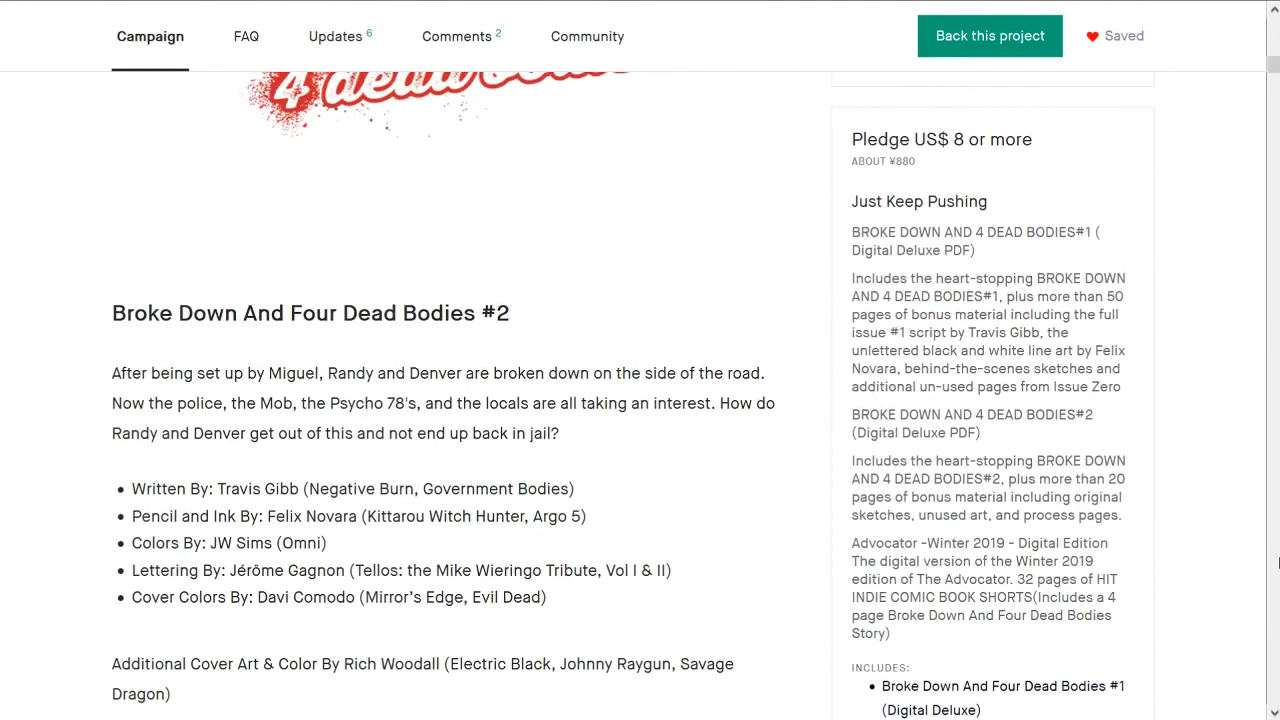 Campaign
FAQ
Updates 6
Comments 2
Community
Back this project
Saved
4 dead bodies
Broke Down And Four Dead Bodies #2
After being set up by Miguel, Randy and Denver are broken down on the side of the road.
Now the police, the Mob, the Psycho 78's, and the locals are all taking an interest. How do
Randy and Denver get out of this and not end up back in jail?
• Written By: Travis Gibb (Negative Burn, Government Bodies)
• Pencil and Ink By: Felix Novara (Kittarou Witch Hunter, Argo 5)
• Colors By: JW Sims (Omni)
• Lettering By: Jérôme Gagnon (Tellos: the Mike Wieringo Tribute, Vol I & II)
• Cover Colors By: Davi Comodo (Mirror's Edge, Evil Dead)
Additional Cover Art & Color By Rich Woodall (Electric Black, Johnny Raygun, Savage
Dragon)
Pledge US$ 8 or more
ABOUT ¥880
Just Keep Pushing
BROKE DOWN AND 4 DEAD BODIES#1 (
Digital Deluxe PDF)
Includes the heart-stopping BROKE DOWN
AND 4 DEAD BODIES#1, plus more than 50
pages of bonus material including the full
issue #1 script by Travis Gibb, the
unlettered black and white line art by Felix
Novara, behind-the-scenes sketches and
additional un-used pages from Issue Zero
BROKE DOWN AND 4 DEAD BODIES#2
(Digital Deluxe PDF)
Includes the heart-stopping BROKE DOWN
AND 4 DEAD BODIES#2, plus more than 20
pages of bonus material including original
sketches, unused art, and process pages.
Advocator -Winter 2019 - Digital Edition
The digital version of the Winter 2019
edition of The Advocator. 32 pages of HIT
INDIE COMIC BOOK SHORTS(Includes a 4
page Broke Down And Four Dead Bodies
Story)
INCLUDES:
• Broke Down And Four Dead Bodies #1
(Digital Deluxe)